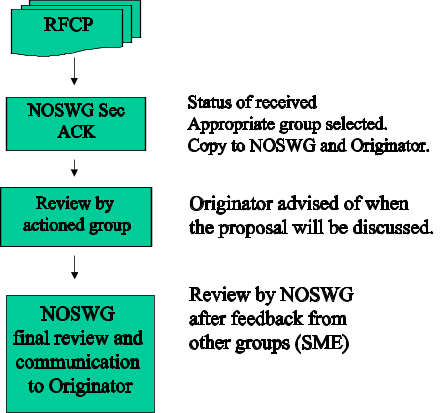 RFCP
NOSWG Sec
ACK
Status of received
Appropriate group selected.
Copy to NOSWG and Originator.
Review by
actioned group
Originator advised of when
the proposal will be discussed.
NOSWG
final review and
communication
to Originator
Review by NOSWG
after feedback from
other groups (SME)